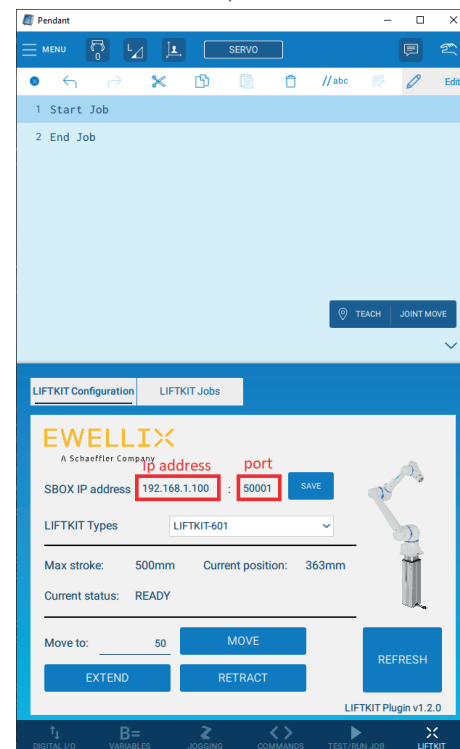 Pendant
MENU 0 SERVO
//abc Edit
1 Start Job
2 End Job
TEACH JOINT MOVE
LIFTKIT Configuration LIFTKIT Jobs
EWELLIX
A Schaeffler Company
Ip address port
SBOX IP address 192.168.1.100 : 50001 SAVE
LIFTKIT Types LIFTKIT-601
Max stroke: 500mm Current position: 363mm
Current status: READY
Move to: 50 MOVE
REFRESH
EXTEND RETRACT
LIFTKIT Plugin v1.2.0
B=
DIGITAL I/O VARIABLES JOGGING COMMANDS TEST/RUN JOB LIFTKIT